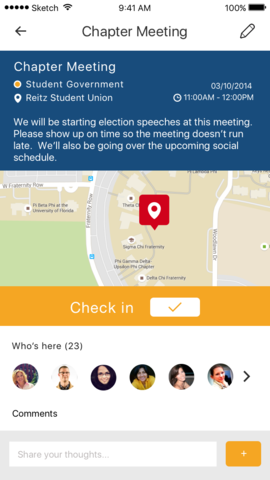 Sketch 9:41 AM 100%
Chapter Meeting
Chapter Meeting
Student Government 03/10/2014
Reitz Student Union 11:00AM - 12:00PM
We will be starting election speeches at this meeting.
Please show up on time so the meeting doesn't run
late. We'll also be going over the upcoming social
schedule.
W Fraternity Row
Fraternity Row
Pi Lambda Phi
Fi Beta Phi at the
University of Florida
Theta Ch
Sigma Chi Fraternity
Phi Gamma Delta
Upsilon Phi Chapter
Delta Chi Fraternity
Woodlawn Dr
Check in
Who's here (23)
Comments
Share your thoughts...
+